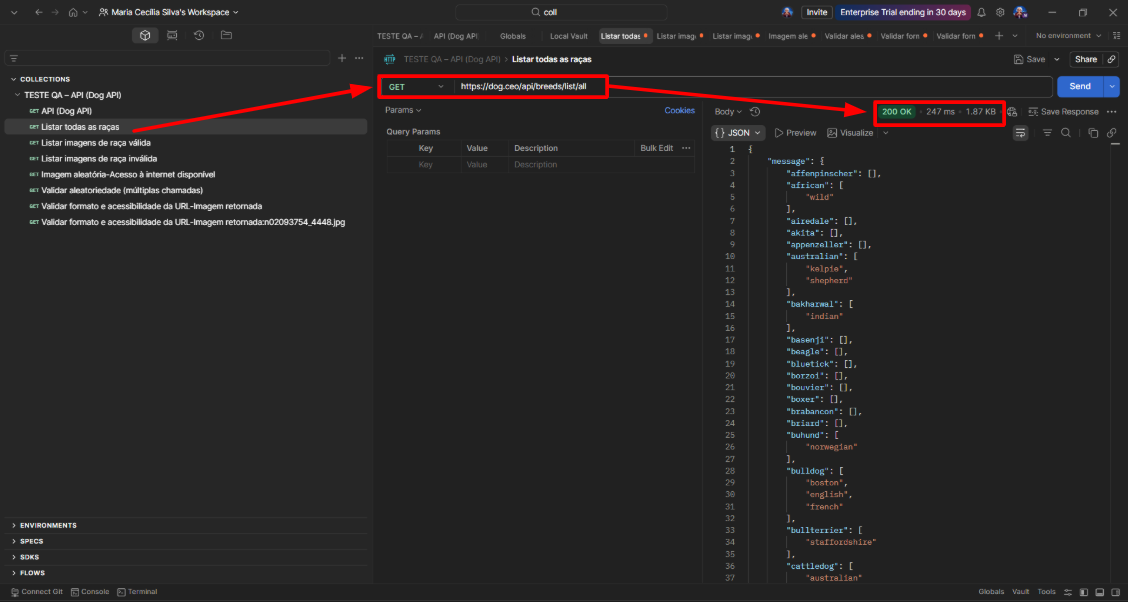 Maria Cecília Silva's Workspace
coll
Invite
Enterprise Trial ending in 30 days
TESTE QA – A
API (Dog API)
Globals
Local Vault
Listar todas
Listar imag
Listar imag
Imagem ale
Validar ales
Validar forn
Validar forn
No environment
COLLECTIONS
TESTE QA – API (Dog API)
GET API (Dog API)
GET Listar todas as raças
GET Listar imagens de raça válida
GET Listar imagens de raça inválida
GET Imagem aleatória-Acesso à internet disponível
GET Validar aleatoriedade (múltiplas chamadas)
GET Validar formato e acessibilidade da URL-Imagem retornada
GET Validar formato e acessibilidade da URL-Imagem retornada:n02093754_4448.jpg
ENVIRONMENTS
SPECS
SDKS
FLOWS
HTTP TESTE QA – API (Dog API) > Listar todas as raças
Save
Share
GET
https://dog.ceo/api/breeds/list/all
Send
Params
Cookies
Query Params
Key Value Description Bulk Edit
Key Value Description
Body
200 OK • 247 ms • 1.87 KB
Save Response
{} JSON
Preview
Visualize
1 {
2 "message": {
3 "affenpinscher": [],
4 "african": [
5 "wild"
6 ],
7 "airedale": [],
8 "akita": [],
9 "appenzeller": [],
10 "australian": [
11 "kelpie",
12 "shepherd"
13 ],
14 "bakharwal": [
15 "indian"
16 ],
17 "basenji": [],
18 "beagle": [],
19 "bluetick": [],
20 "borzoi": [],
21 "bouvier": [],
22 "boxer": [],
23 "brabancon": [],
24 "briard": [],
25 "buhund": [
26 "norwegian"
27 ],
28 "bulldog": [
29 "boston",
30 "english",
31 "french"
32 ],
33 "bullterrier": [
34 "staffordshire"
35 ],
36 "cattledog": [
37 "australian"
Connect Git
Console
Terminal
Globals
Vault
Tools